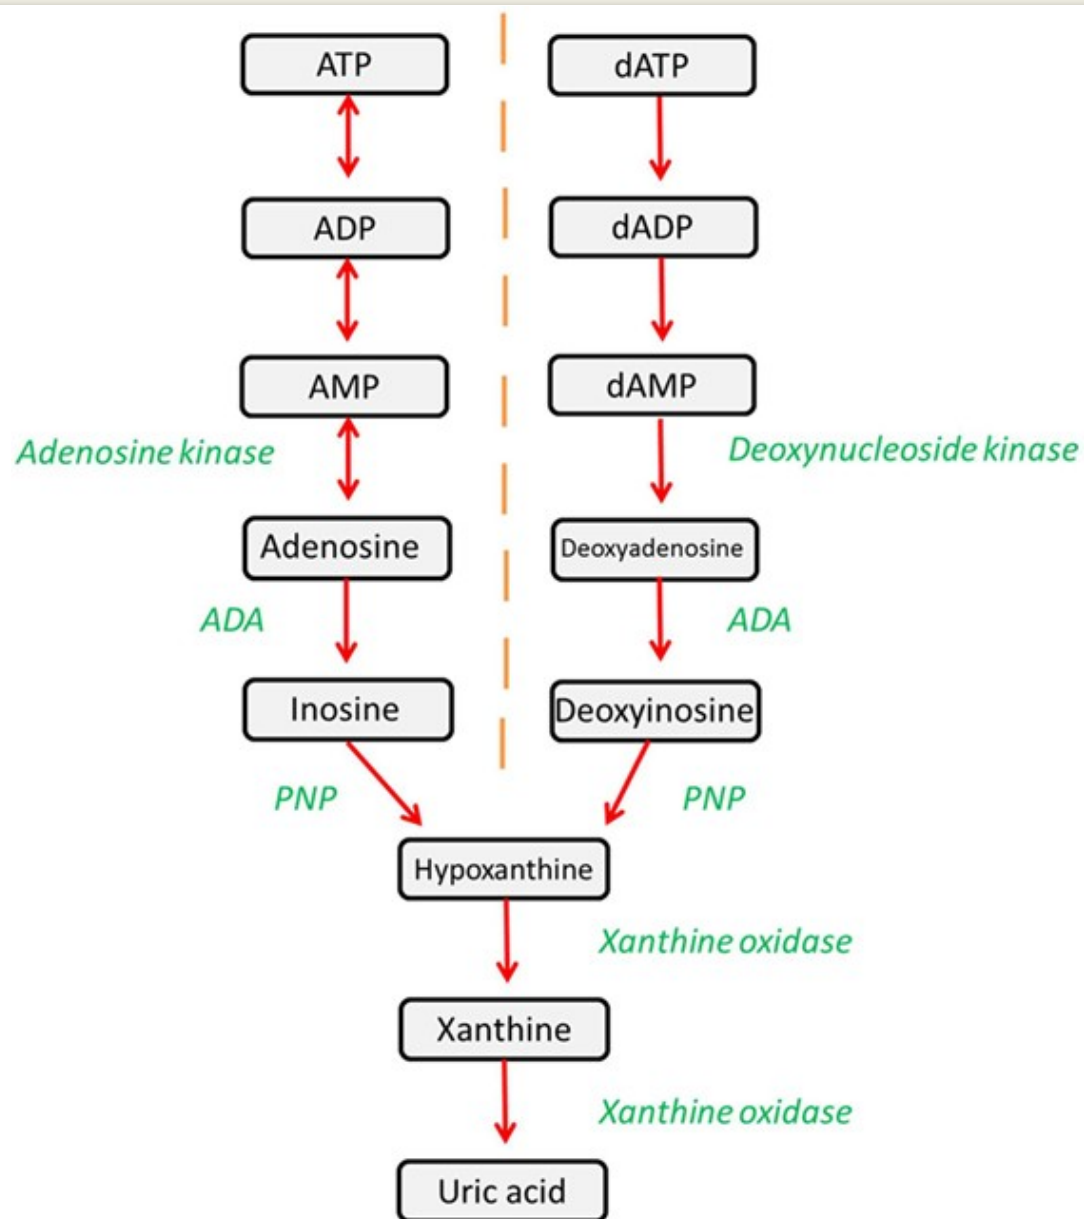 ATP
dATP
ADP
dADP
AMP
dAMP
Adenosine kinase
Deoxynucleoside kinase
Adenosine
Deoxyadenosine
ADA
ADA
Inosine
Deoxyinosine
PNP
PNP
Hypoxanthine
Xanthine oxidase
Xanthine
Xanthine oxidase
Uric acid